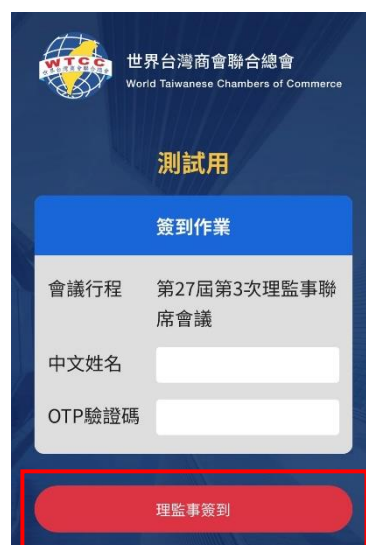 WTCC
世界台灣商會聯合總會
World Taiwanese Chambers of Commerce
測試用
簽到作業
會議行程 第27屆第3次理監事聯
席會議
中文姓名
OTP驗證碼
理監事簽到